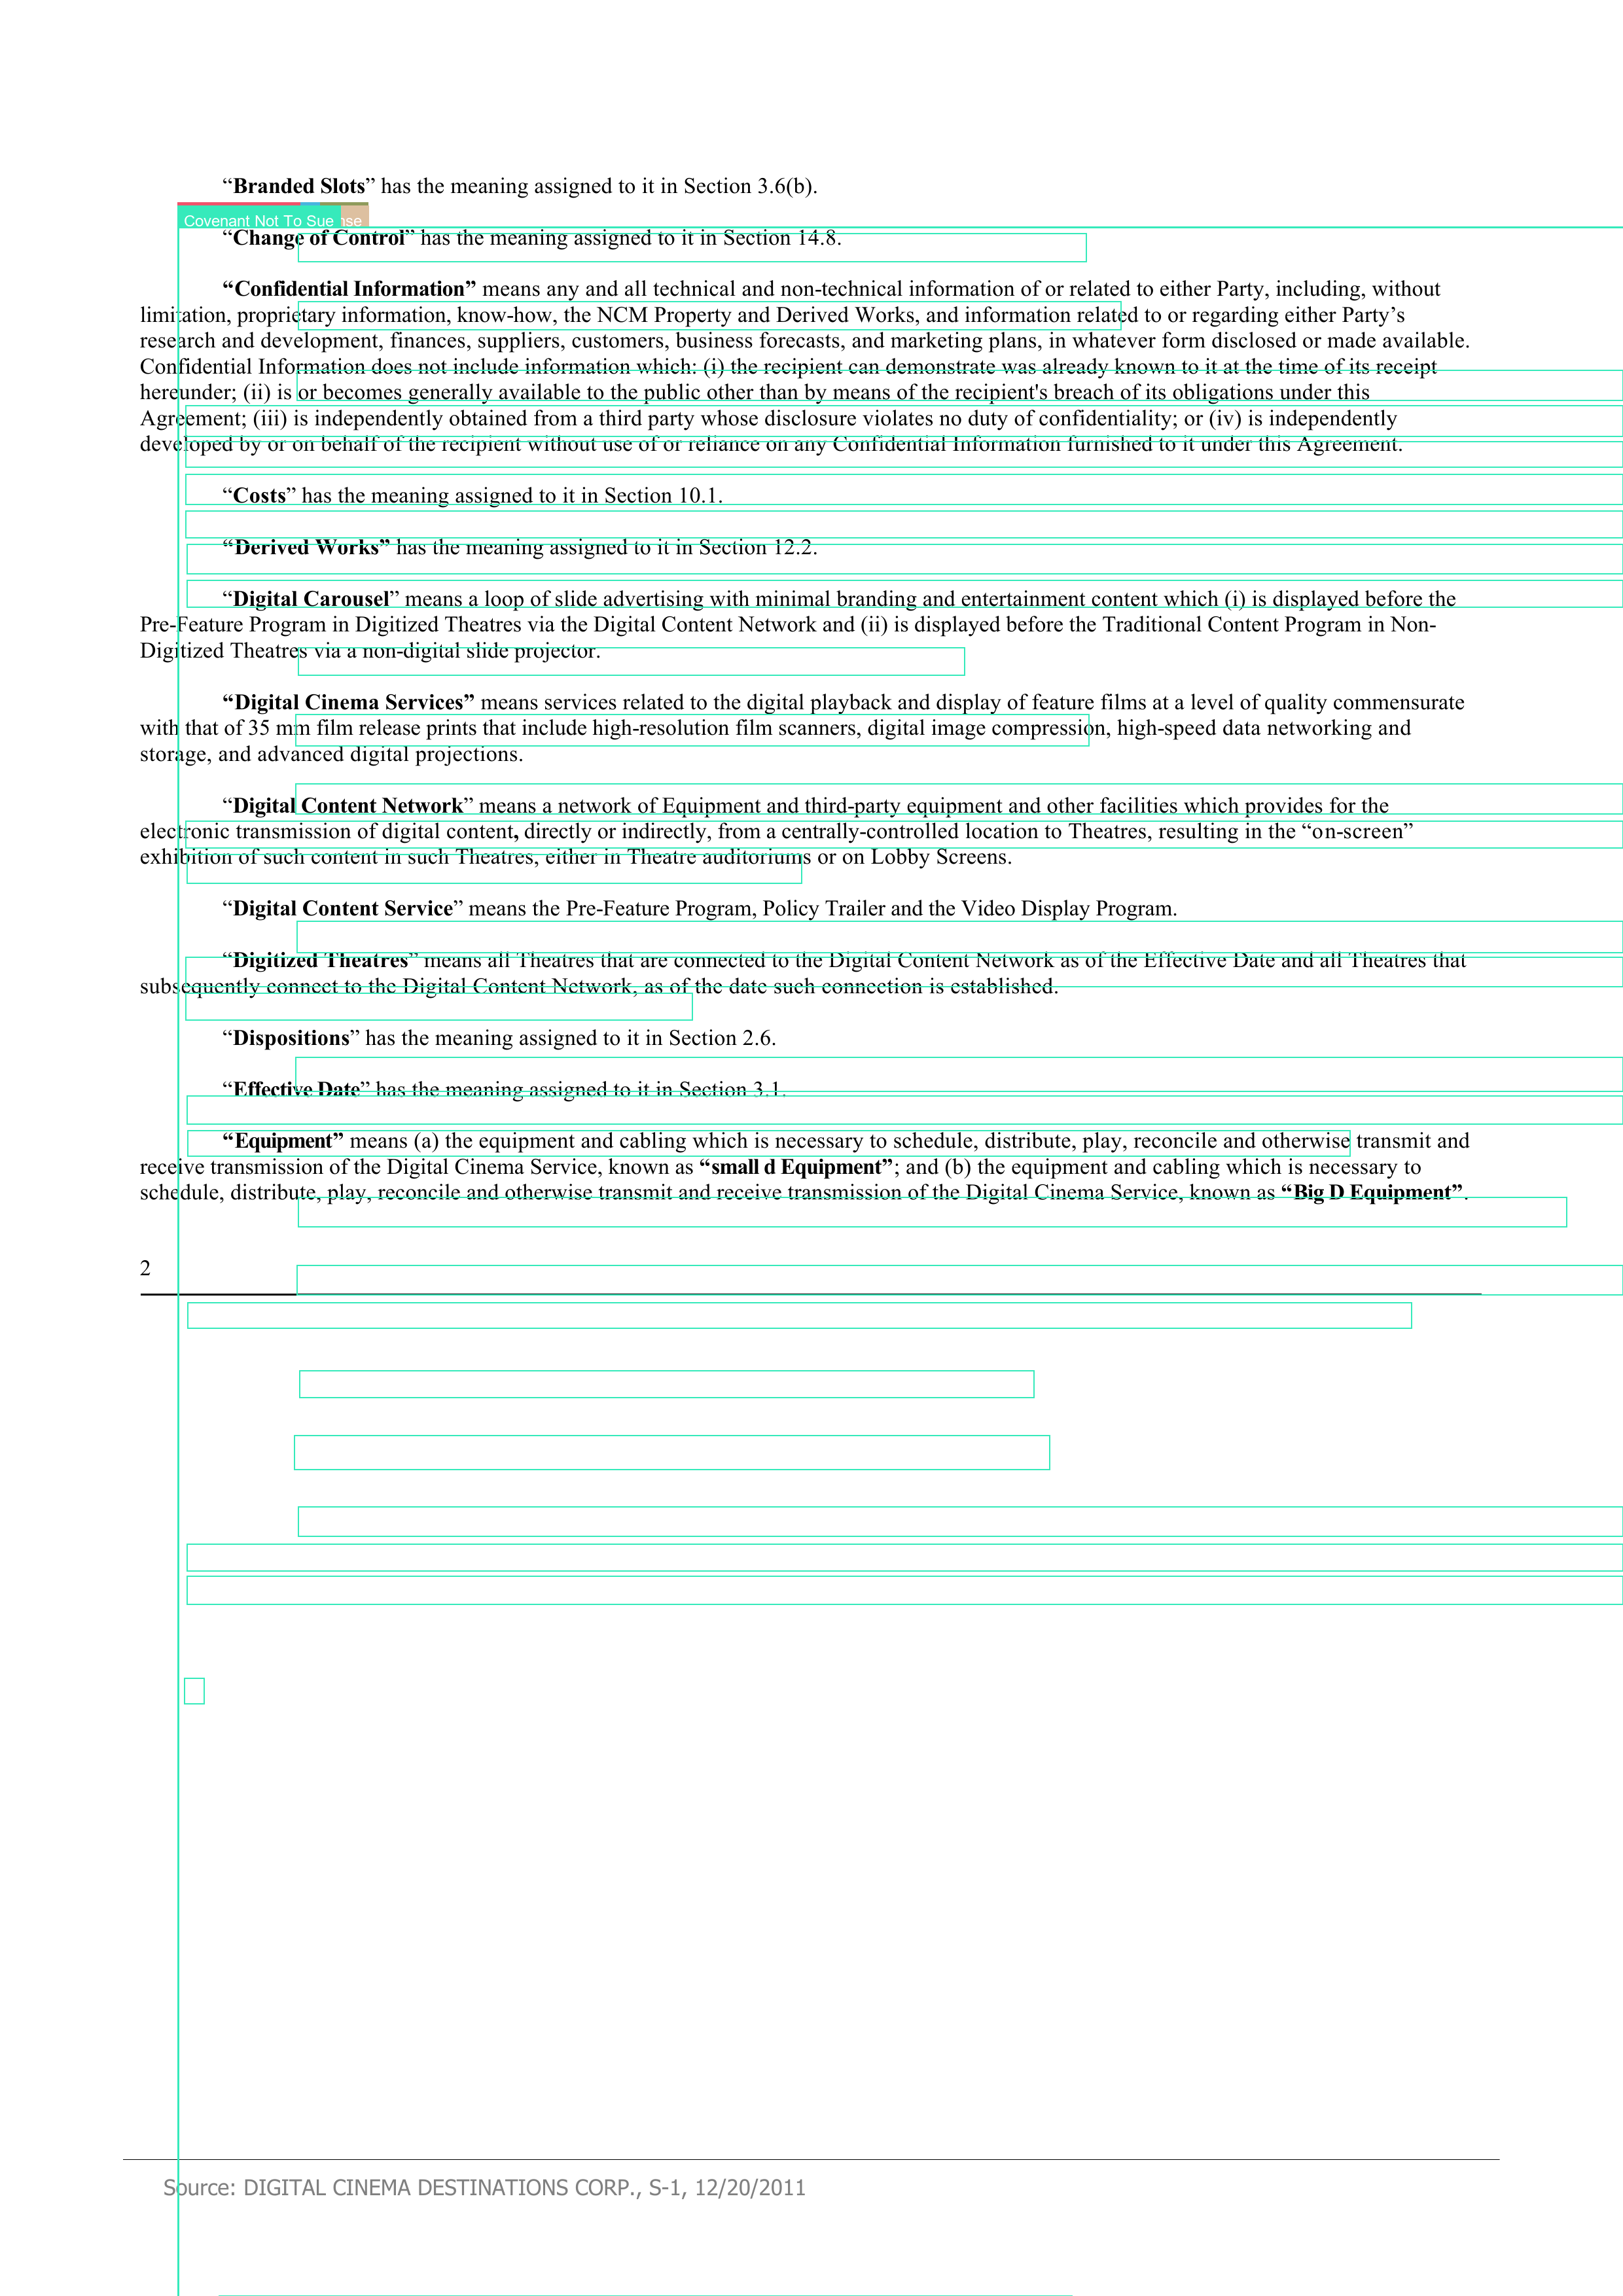 “Branded Slots” has the meaning assigned to it in Section 3.6(b).
Covenant Not To Sue nse
“Change of Control” has the meaning assigned to it in Section 14.8.
“Confidential Information” means any and all technical and non-technical information of or related to either Party, including, without
limitation, proprietary information, know-how, the NCM Property and Derived Works, and information related to or regarding either Party’s
research and development, finances, suppliers, customers, business forecasts, and marketing plans, in whatever form disclosed or made available.
Confidential Information does not include information which: (i) the recipient can demonstrate was already known to it at the time of its receipt
hereunder; (ii) is or becomes generally available to the public other than by means of the recipient's breach of its obligations under this
Agreement; (iii) is independently obtained from a third party whose disclosure violates no duty of confidentiality; or (iv) is independently
developed by or on behalf of the recipient without use of or reliance on any Confidential Information furnished to it under this Agreement.
“Costs” has the meaning assigned to it in Section 10.1.
“Derived Works” has the meaning assigned to it in Section 12.2.
“Digital Carousel” means a loop of slide advertising with minimal branding and entertainment content which (i) is displayed before the
Pre-Feature Program in Digitized Theatres via the Digital Content Network and (ii) is displayed before the Traditional Content Program in Non-
Digitized Theatres via a non-digital slide projector.
“Digital Cinema Services” means services related to the digital playback and display of feature films at a level of quality commensurate
with that of 35 mm film release prints that include high-resolution film scanners, digital image compression, high-speed data networking and
storage, and advanced digital projections.
“Digital Content Network” means a network of Equipment and third-party equipment and other facilities which provides for the
electronic transmission of digital content, directly or indirectly, from a centrally-controlled location to Theatres, resulting in the “on-screen”
exhibition of such content in such Theatres, either in Theatre auditoriums or on Lobby Screens.
“Digital Content Service” means the Pre-Feature Program, Policy Trailer and the Video Display Program.
“Digitized Theatres” means all Theatres that are connected to the Digital Content Network as of the Effective Date and all Theatres that
subsequently connect to the Digital Content Network, as of the date such connection is established.
“Dispositions” has the meaning assigned to it in Section 2.6.
“Effective Date” has the meaning assigned to it in Section 3.1.
“Equipment” means (a) the equipment and cabling which is necessary to schedule, distribute, play, reconcile and otherwise transmit and
receive transmission of the Digital Cinema Service, known as “small d Equipment”; and (b) the equipment and cabling which is necessary to
schedule, distribute, play, reconcile and otherwise transmit and receive transmission of the Digital Cinema Service, known as “Big D Equipment”.
2
Source: DIGITAL CINEMA DESTINATIONS CORP., S-1, 12/20/2011